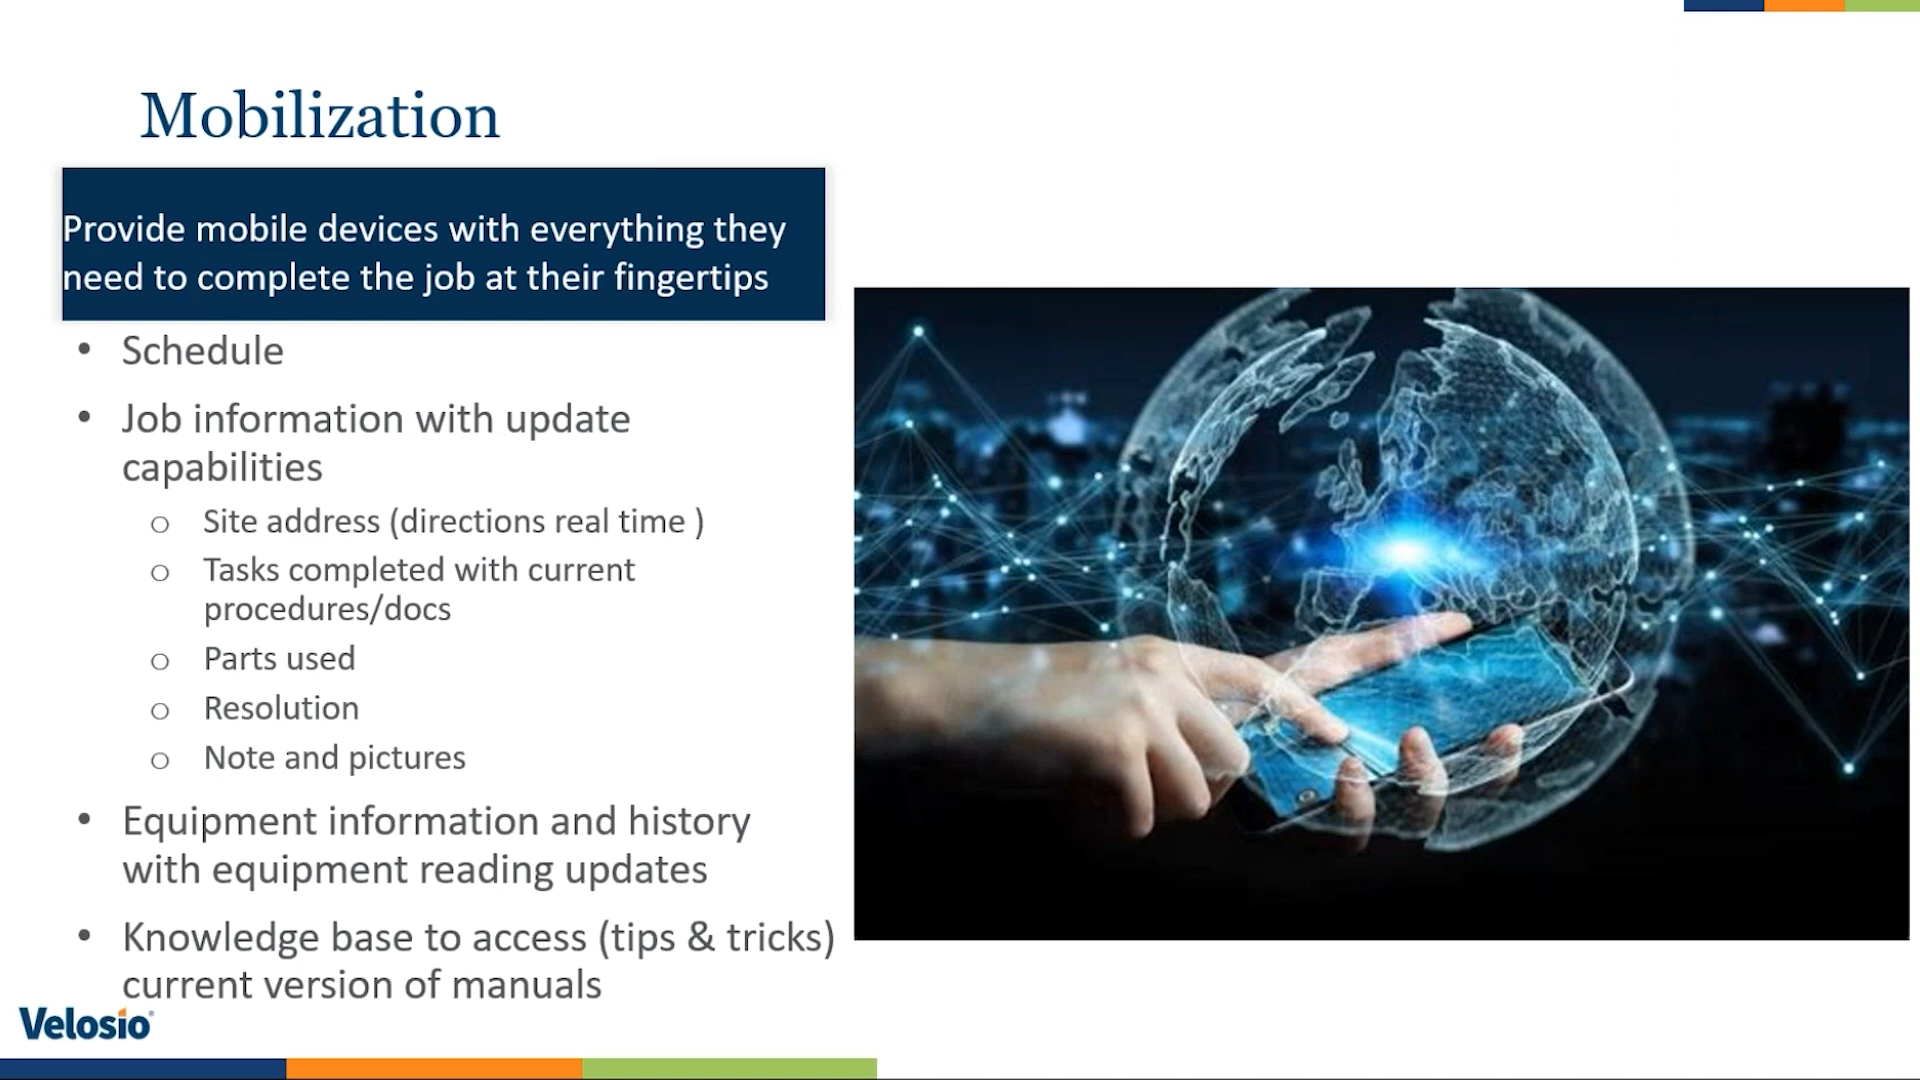 Mobilization
Provide mobile devices with everything they
need to complete the job at their fingertips
• Schedule
• Job information with update
capabilities
o Site address (directions real time )
o Tasks completed with current
procedures/docs
o Parts used
o Resolution
o Note and pictures
• Equipment information and history
with equipment reading updates
• Knowledge base to access (tips & tricks)
current version of manuals
Velosio